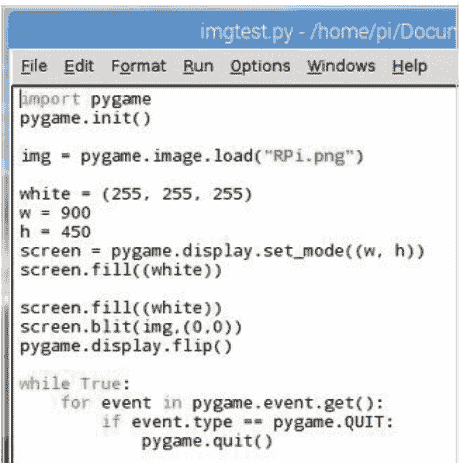 imgtest.py - /home/pi/Docum
File Edit Format Run Options Windows Help
import pygame
pygame.init()
img = pygame.image.load("RPi.png")
white = (255, 255, 255)
w = 900
h = 450
screen = pygame.display.set_mode((w, h))
screen.fill((white))
screen.fill((white))
screen.blit(img,(0,0))
pygame.display.flip()
while True:
    for event in pygame.event.get():
        if event.type == pygame.QUIT:
            pygame.quit()